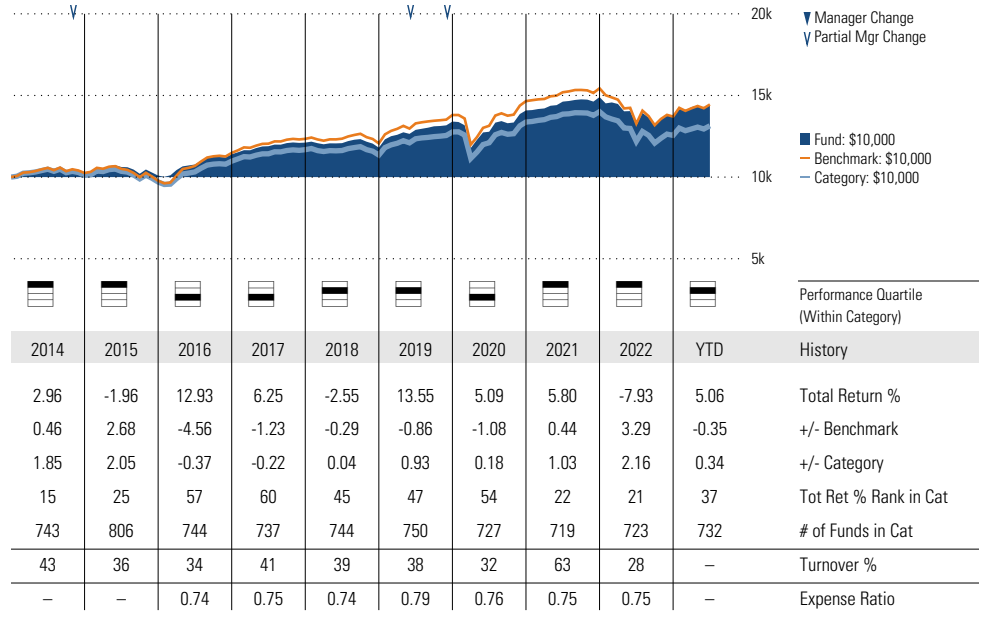 20k
15k
10k
5k
Manager Change
Partial Mgr Change
Fund: $10,000
Benchmark: $10,000
Category: $10,000
Performance Quartile
(Within Category)
2014 2015 2016 2017 2018 2019 2020 2021 2022 YTD History
2.96 -1.96 12.93 6.25 -2.55 13.55 5.09 5.80 -7.93 5.06 Total Return %
0.46 2.68 -4.56 -1.23 -0.29 -0.86 -1.08 0.44 3.29 -0.35 +/- Benchmark
1.85 2.05 -0.37 -0.22 0.04 0.93 0.18 1.03 2.16 0.34 +/- Category
15 25 57 60 45 47 54 22 21 37 Tot Ret % Rank in Cat
743 806 744 737 744 750 727 719 723 732 # of Funds in Cat
43 36 34 41 39 38 32 63 28 – Turnover %
– – 0.74 0.75 0.74 0.79 0.76 0.75 0.75 – Expense Ratio